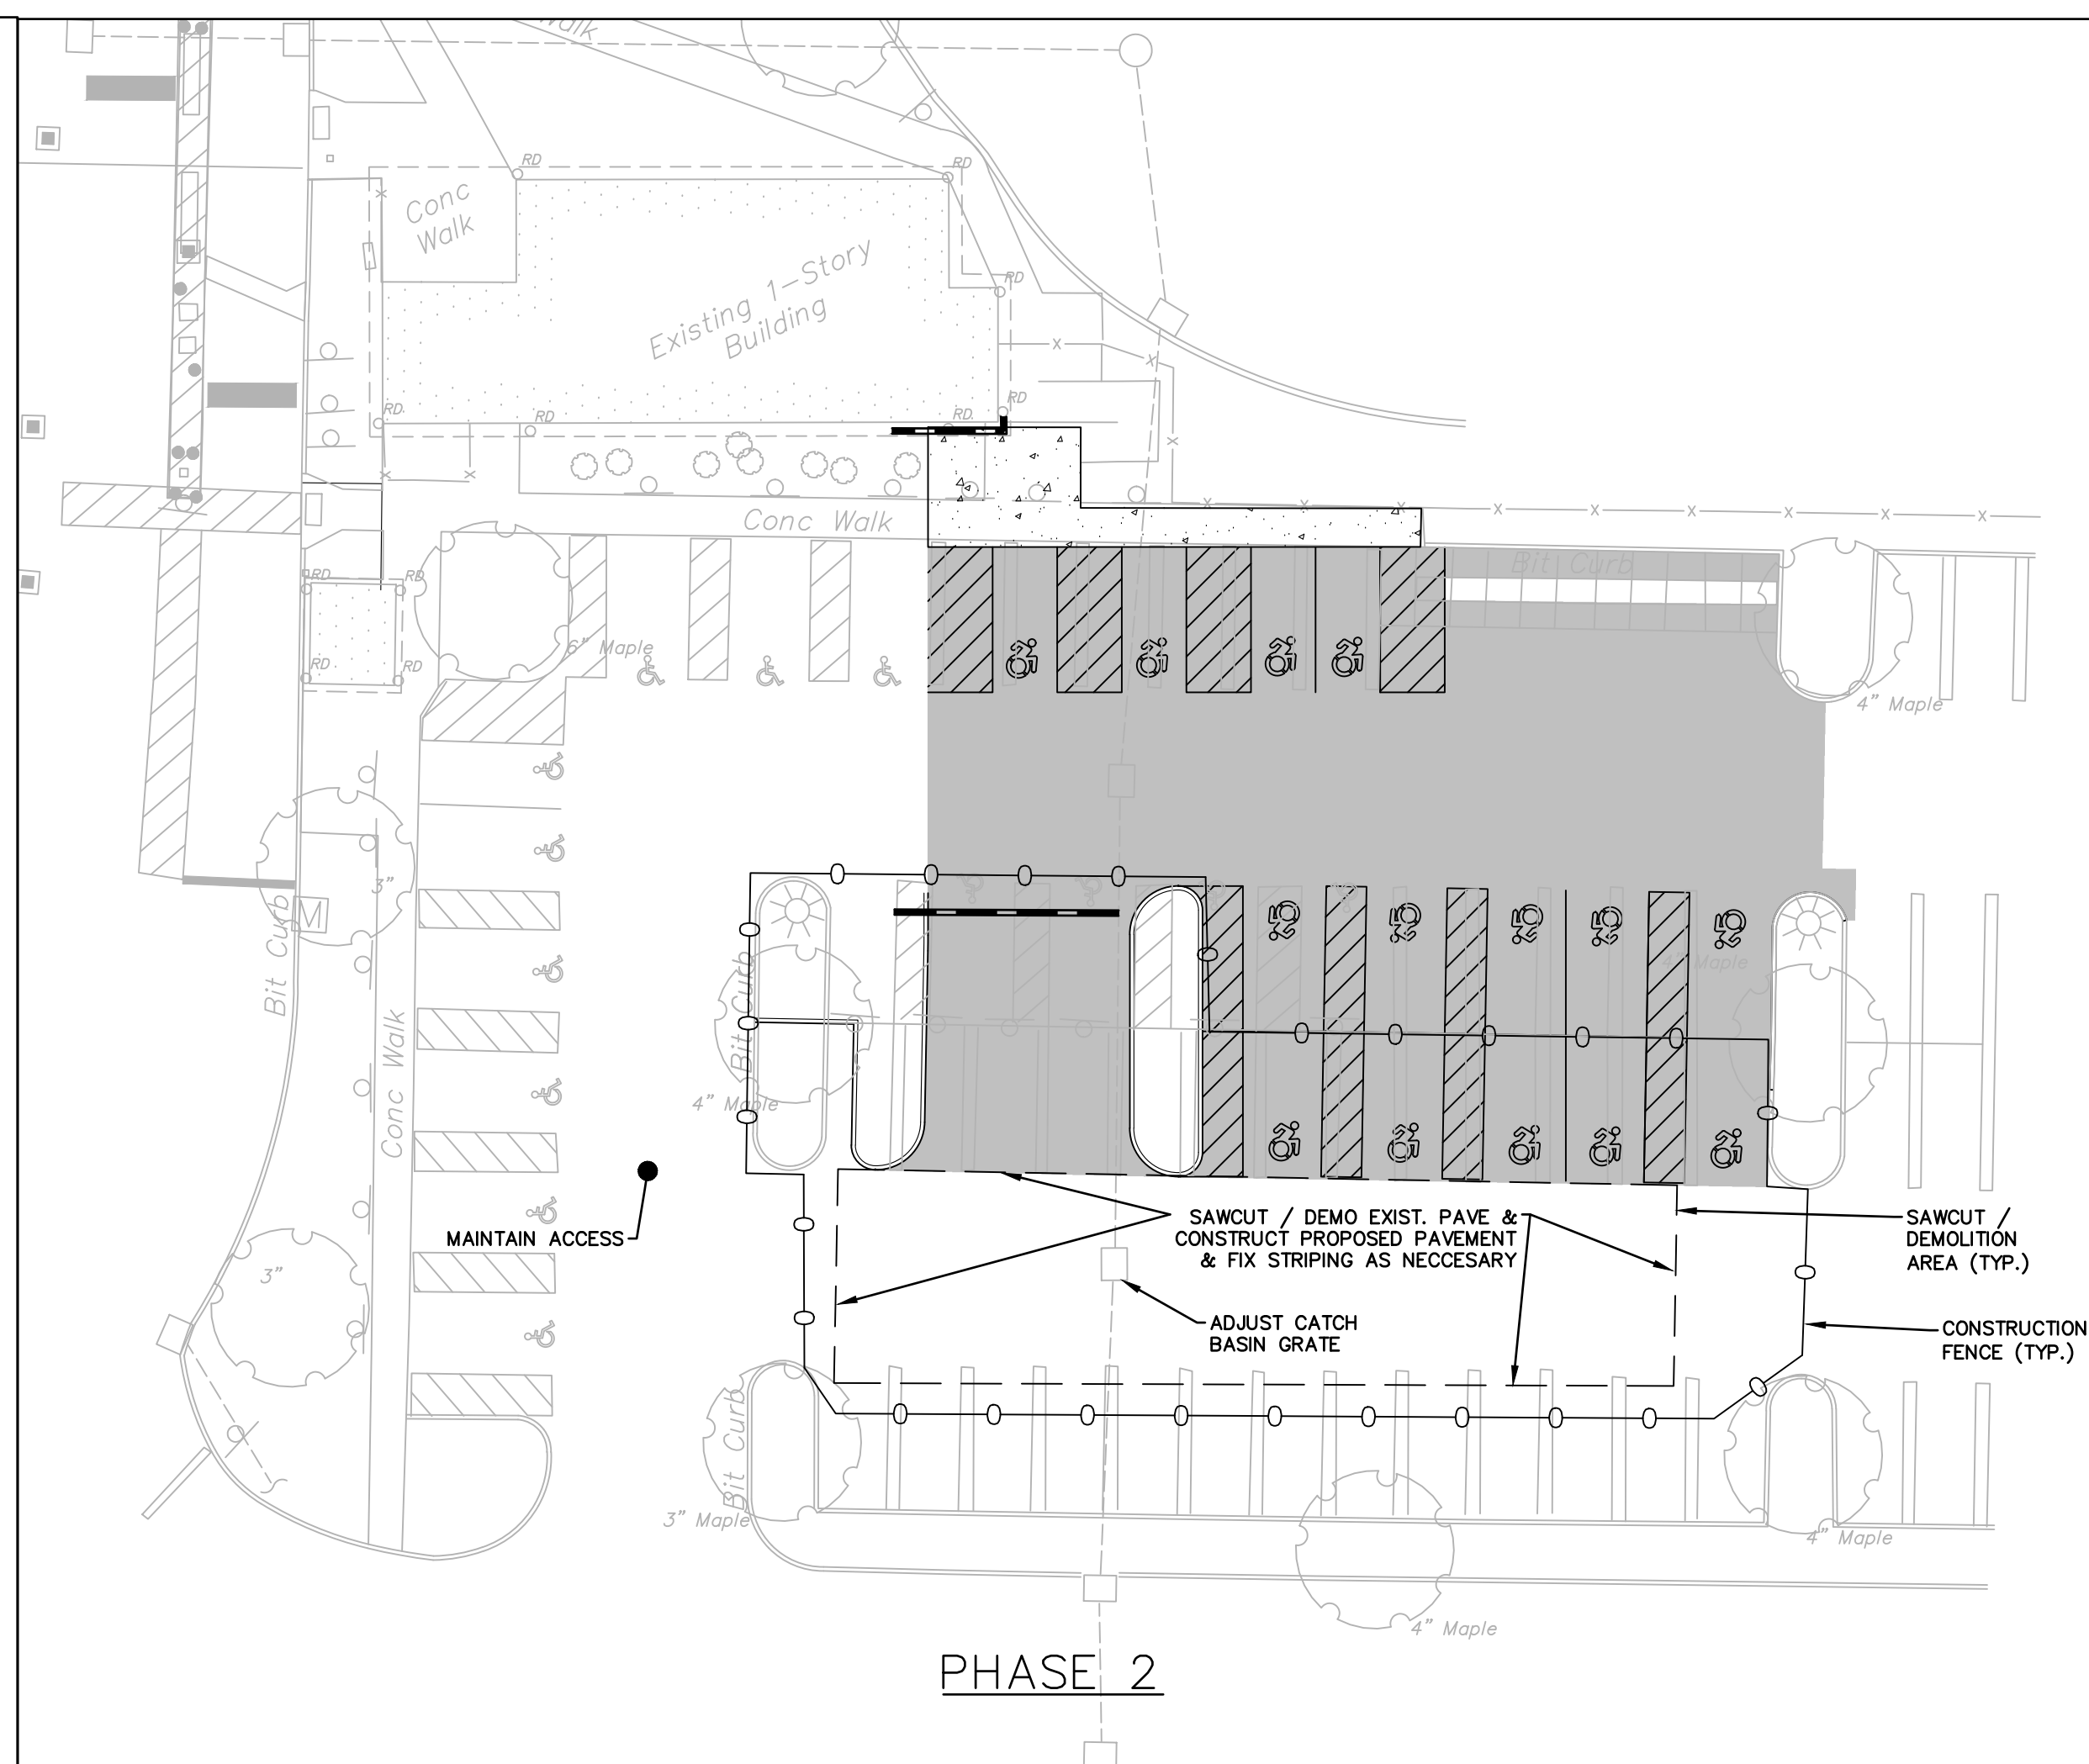 Walk
RD
RD
Conc
Walk
Existing 1-Story
Building
RD
RD
RD
RD
RD
Conc Walk
Bit Curb
RD
RD
6" Maple
RD
RD
4" Maple
3"
M
Bit Curb
Bit Curb
4" Maple
Conc Walk
4" Maple
MAINTAIN ACCESS
SAWCUT / DEMO EXIST. PAVE &
CONSTRUCT PROPOSED PAVEMENT
& FIX STRIPING AS NECCESARY
SAWCUT /
DEMOLITION
AREA (TYP.)
3"
ADJUST CATCH
BASIN GRATE
CONSTRUCTION
FENCE (TYP.)
Bit Curb
3" Maple
4" Maple
4" Maple
PHASE 2